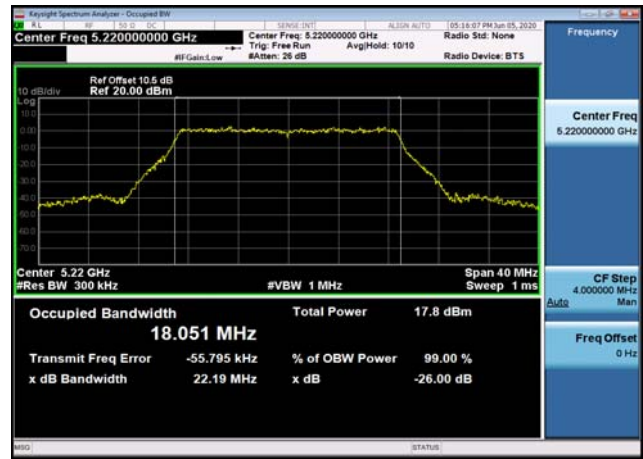 Keysight Spectrum Analyzer - Occupied BW
RL RF 50 Ω DC SENSE:INT ALIGN AUTO 05:16:07 PM Jun 05, 2020
Center Freq 5.220000000 GHz
Center Freq: 5.220000000 GHz
Radio Std: None
Trig: Free Run Avg|Hold: 10/10
#IFGain:Low
#Atten: 26 dB
Radio Device: BTS
Frequency
Ref Offset 10.5 dB
10 dB/div Ref 20.00 dBm
Log
10.0
0.00
10.0
20.0
30.0
40.0
50.0
60.0
70.0
Center 5.22 GHz
Span 40 MHz
#Res BW 300 kHz
#VBW 1 MHz
Sweep 1 ms
Occupied Bandwidth
18.051 MHz
Total Power 17.8 dBm
Transmit Freq Error -55.795 kHz
% of OBW Power 99.00 %
x dB Bandwidth 22.19 MHz
x dB -26.00 dB
Center Freq
5.220000000 GHz
CF Step
4.000000 MHz
Auto Man
Freq Offset
0 Hz
MSG
STATUS